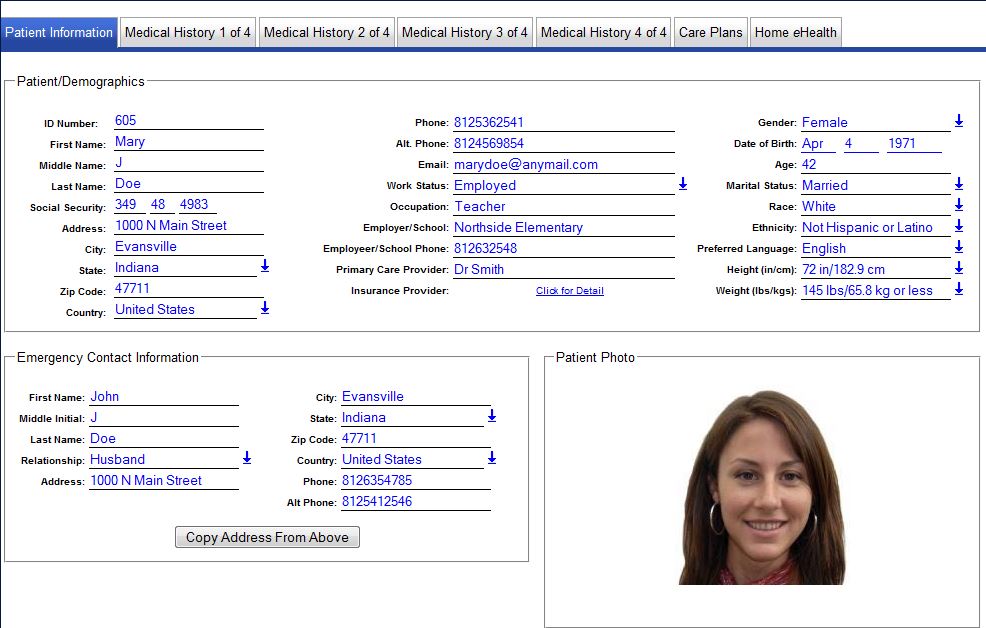 Patient Information Medical History 1 of 4 Medical History 2 of 4 Medical History 3 of 4 Medical History 4 of 4 Care Plans Home eHealth
Patient/Demographics
ID Number: 605
First Name: Mary
Middle Name: J
Last Name: Doe
Social Security: 349 48 4983
Address: 1000 N Main Street
City: Evansville
State: Indiana
Zip Code: 47711
Country: United States
Phone: 8125362541
Alt. Phone: 8124569854
Email: marydoe@anymail.com
Work Status: Employed
Occupation: Teacher
Employer/School: Northside Elementary
Employeer/School Phone: 812632548
Primary Care Provider: Dr Smith
Insurance Provider: Click for Detail
Gender: Female
Date of Birth: Apr 4 1971
Age: 42
Marital Status: Married
Race: White
Ethnicity: Not Hispanic or Latino
Preferred Language: English
Height (in/cm): 72 in/182.9 cm
Weight (lbs/kgs): 145 lbs/65.8 kg or less
Emergency Contact Information
First Name: John
Middle Initial: J
Last Name: Doe
Relationship: Husband
Address: 1000 N Main Street
City: Evansville
State: Indiana
Zip Code: 47711
Country: United States
Phone: 8126354785
Alt Phone: 8125412546
Copy Address From Above
Patient Photo